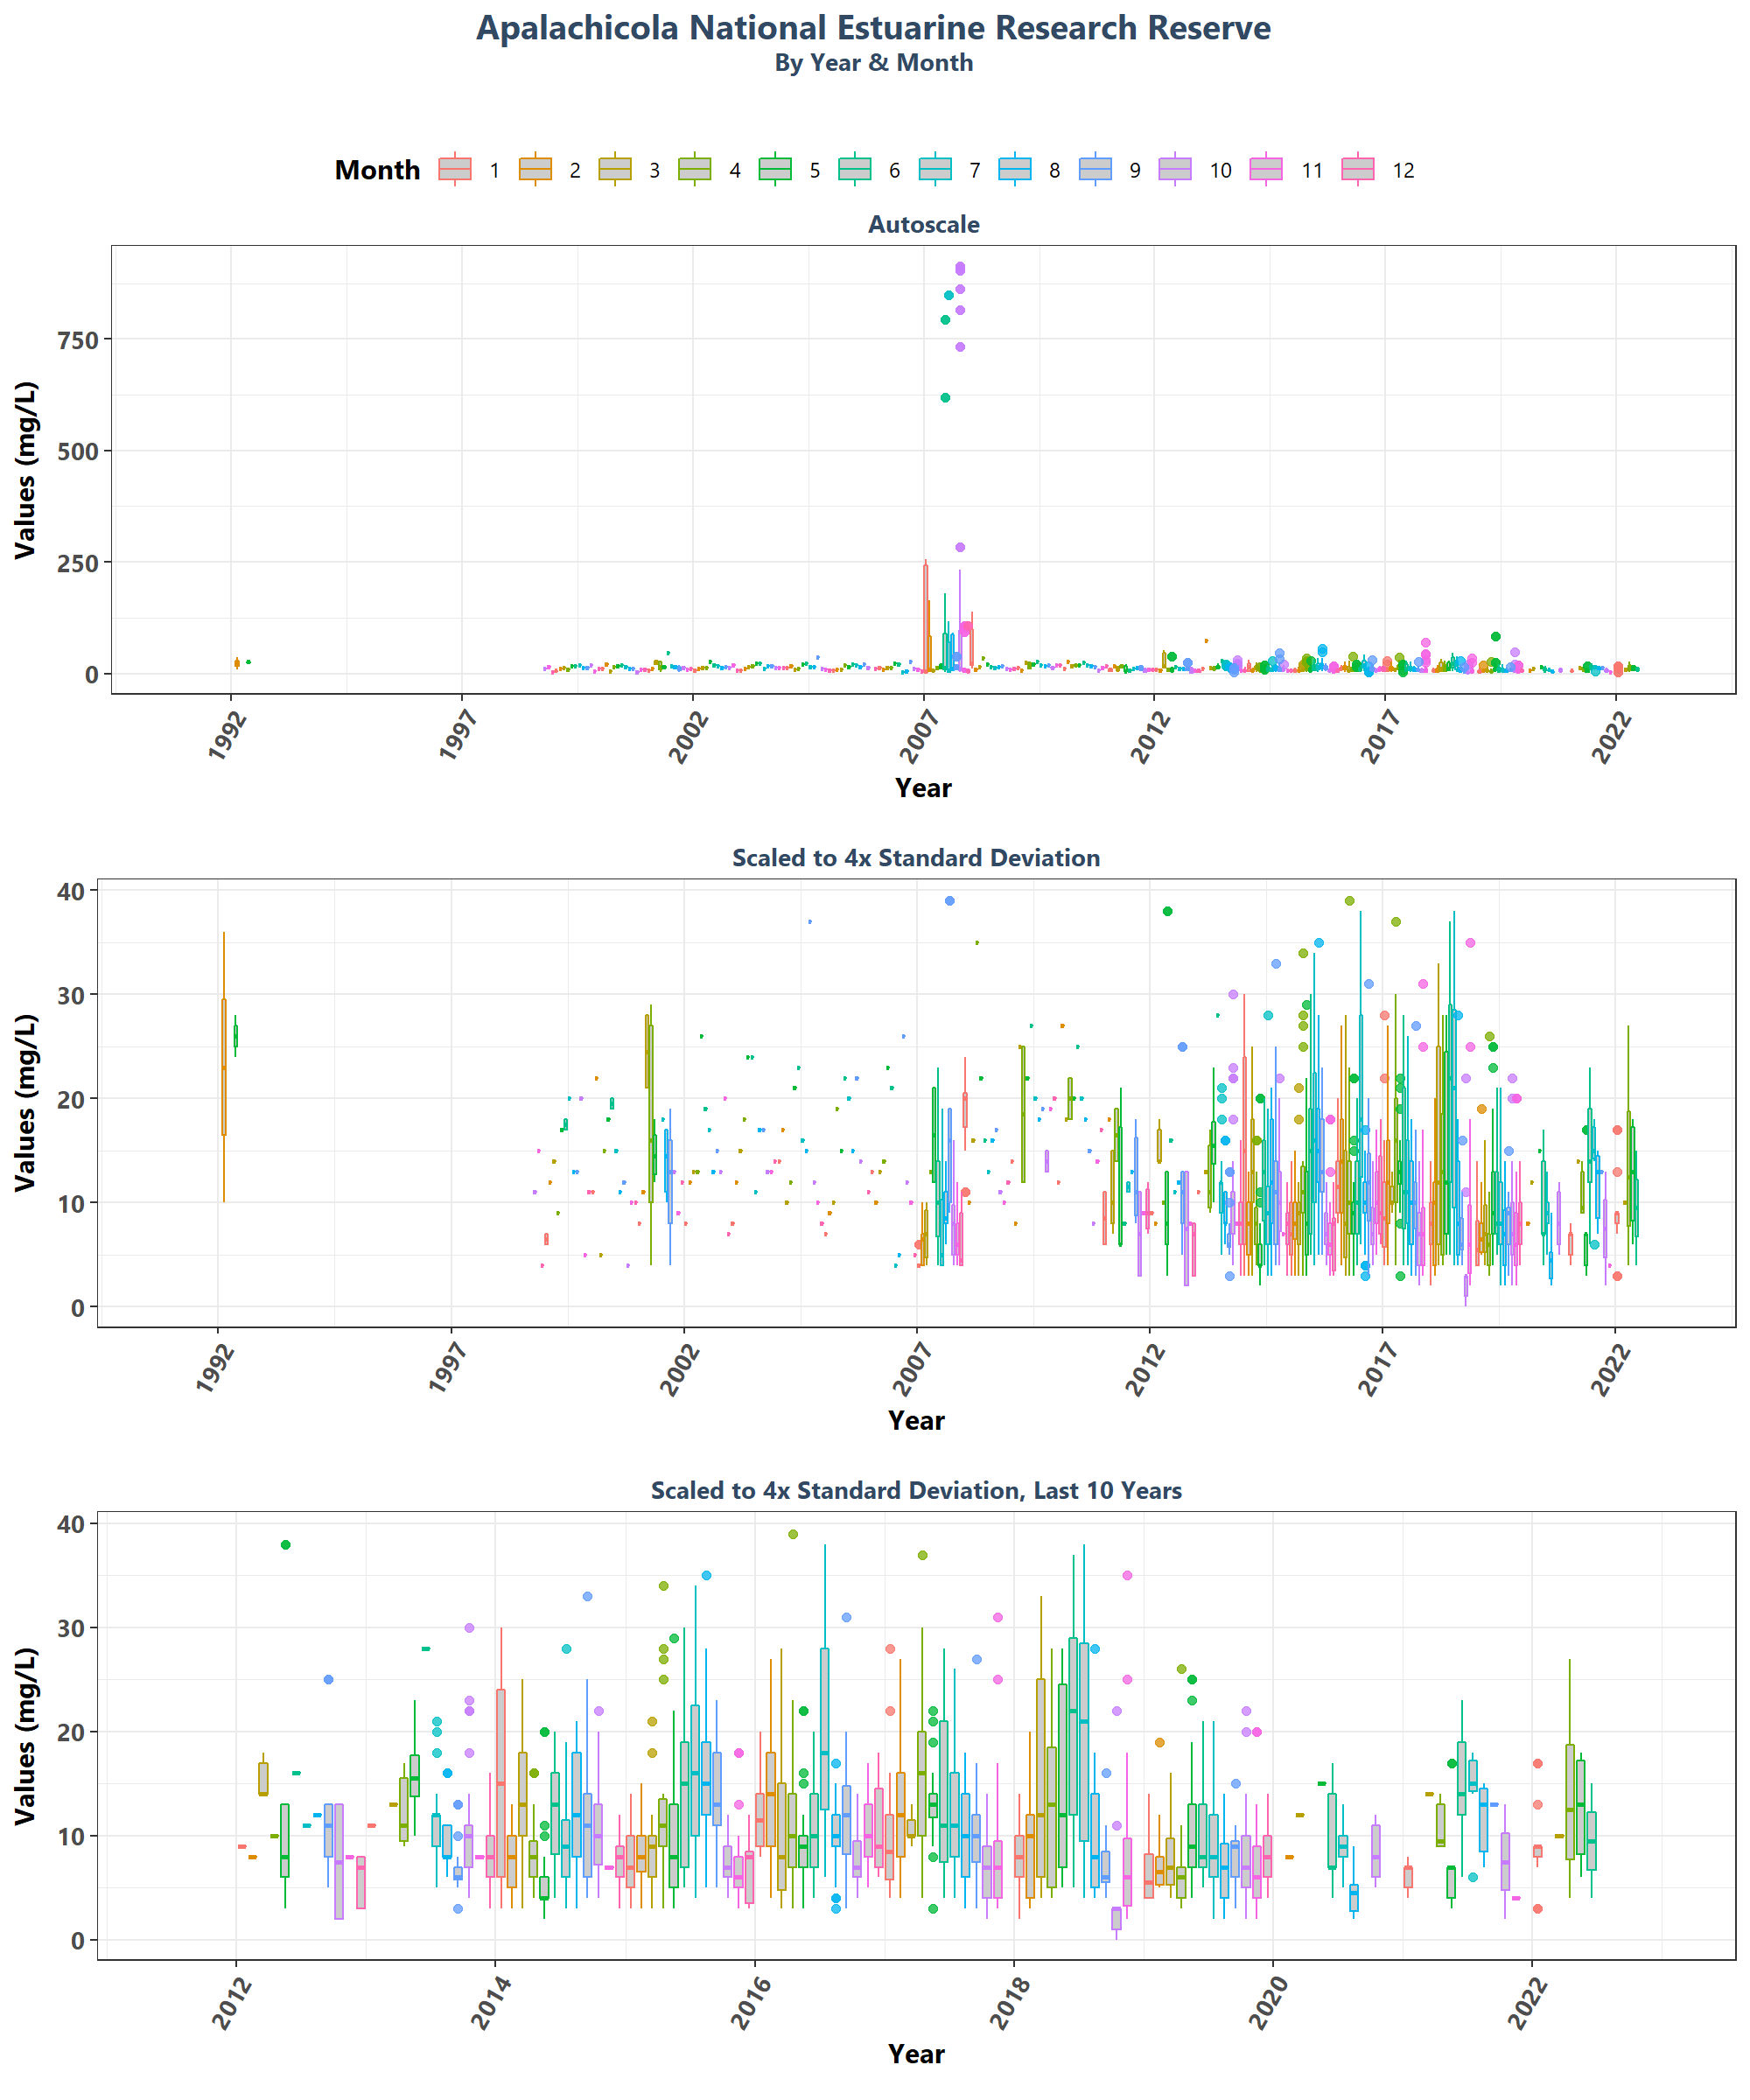 Apalachicola National Estuarine Research Reserve
By Year & Month
Month 1 2 3 4 5 6 7 8 9 10 11 12
Autoscale
Values (mg/L)
750
500
250
0
1992 1997 2002 2007 2012 2017 2022
Year
Scaled to 4x Standard Deviation
Values (mg/L)
40
30
20
10
0
1992 1997 2002 2007 2012 2017 2022
Year
Scaled to 4x Standard Deviation, Last 10 Years
Values (mg/L)
40
30
20
10
0
2012 2014 2016 2018 2020 2022
Year